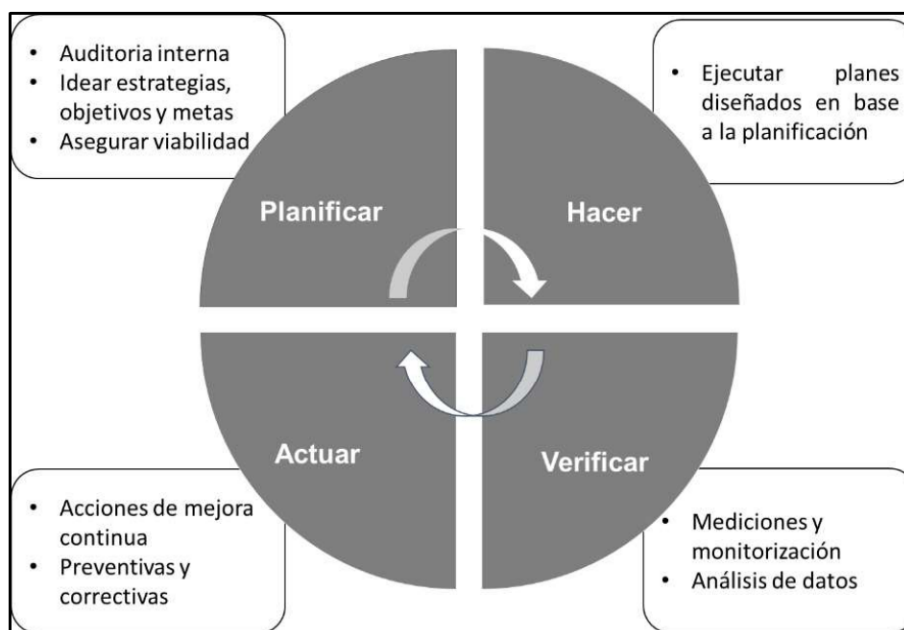 • Auditoria interna
• Idear estrategias,
objetivos y metas
• Asegurar viabilidad
• Ejecutar planes
diseñados en base
a la planificación
Planificar
Hacer
Actuar
Verificar
• Acciones de mejora
continua
• Preventivas y
correctivas
• Mediciones y
monitorización
• Análisis de datos